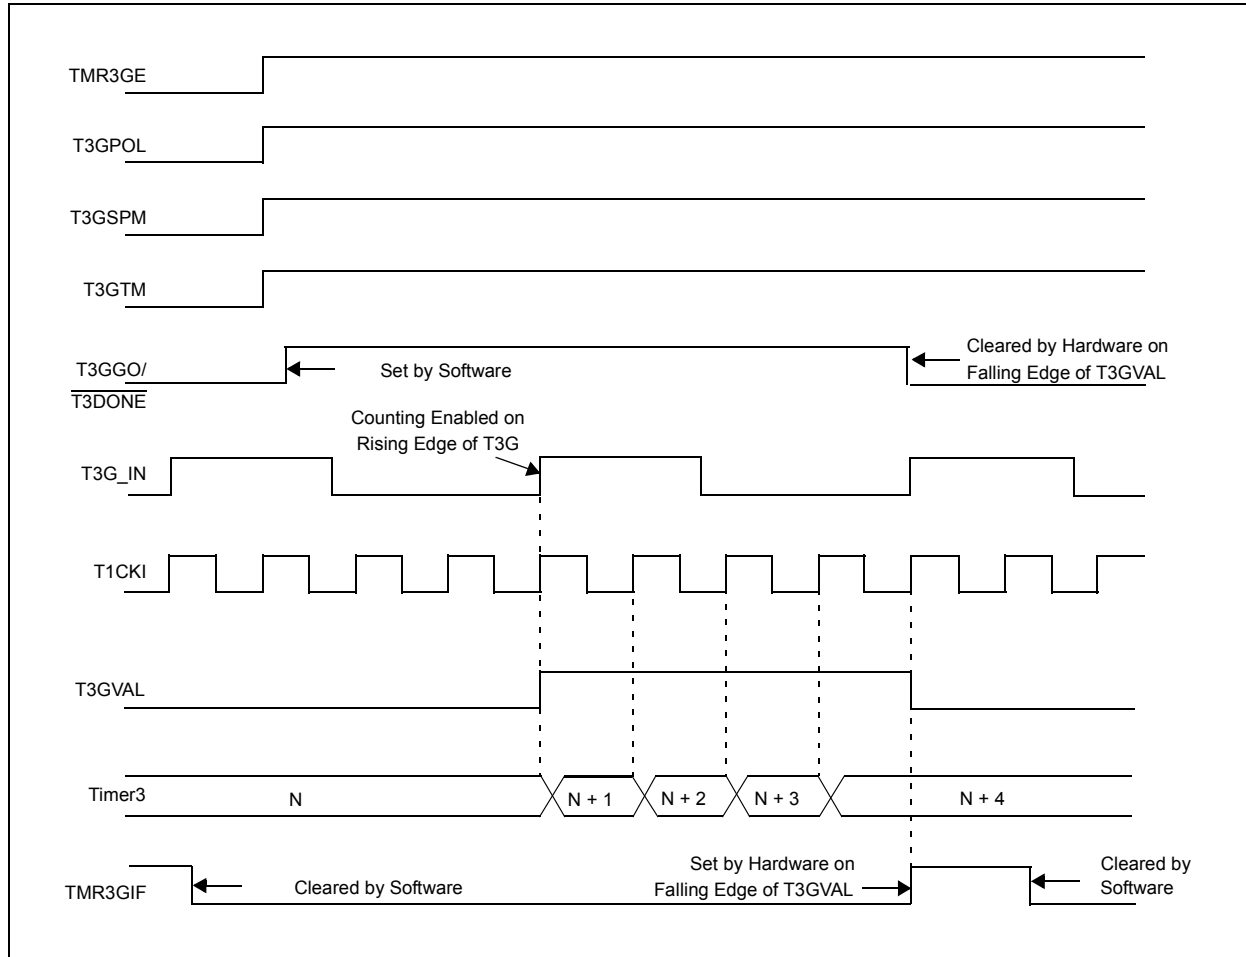 TMR3GE
T3GPOL
T3GSPM
T3GTM
T3GGO/
T3DONE
Set by Software
Cleared by Hardware on
Falling Edge of T3GVAL
Counting Enabled on
Rising Edge of T3G
T3G_IN
T1CKI
T3GVAL
Timer3
N
N + 1
N + 2
N + 3
N + 4
TMR3GIF
Cleared by Software
Set by Hardware on
Falling Edge of T3GVAL
Cleared by
Software